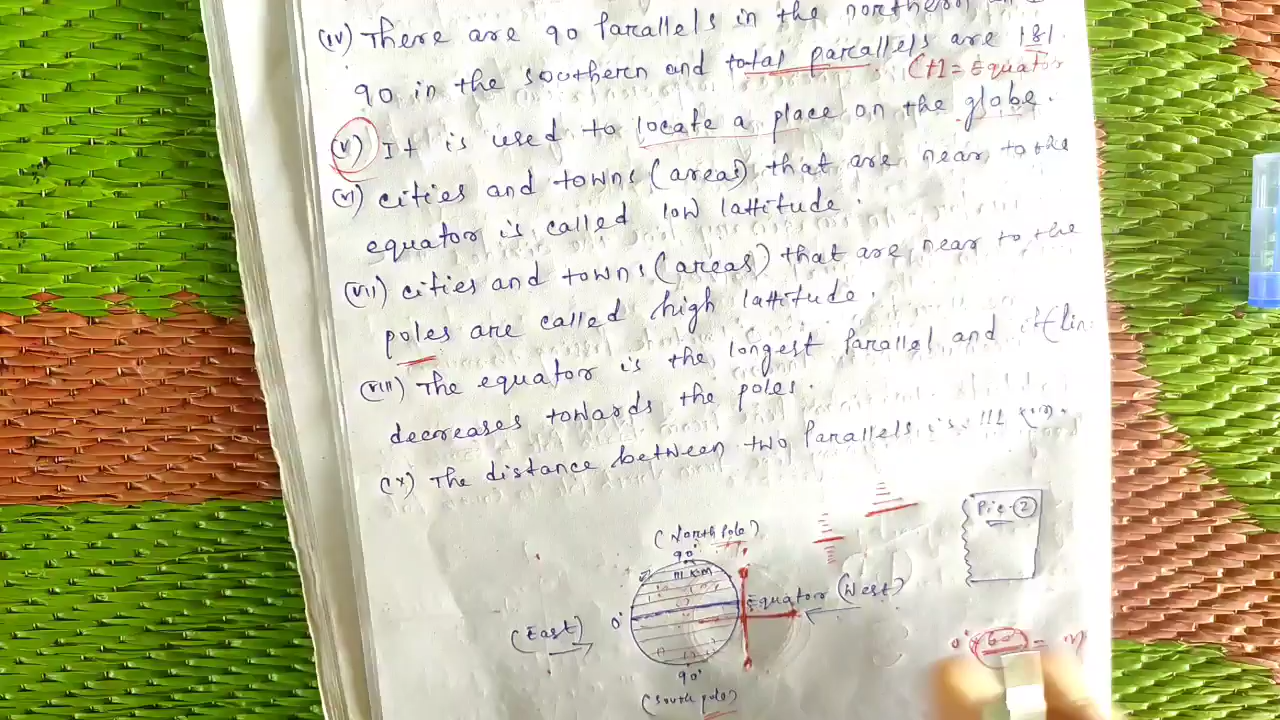 (iv) There are 90 parallels in the northern
90 in the southern and total parallels are 181.
(+1 = Equator
(v) It is used to locate a place on the globe.
(vi) cities and towns (areas) that are near to the
equator is called low lattitude.
(vii) cities and towns (areas) that are near to the
poles are called high lattitude.
(viii) The equator is the longest parallel and it
decreases towards the poles.
(ix) The distance between two parallels is 111 km.
Pic-②
(North pole)
90°
111 km
Equator (West)
0°
(East)
90°
(South pole)